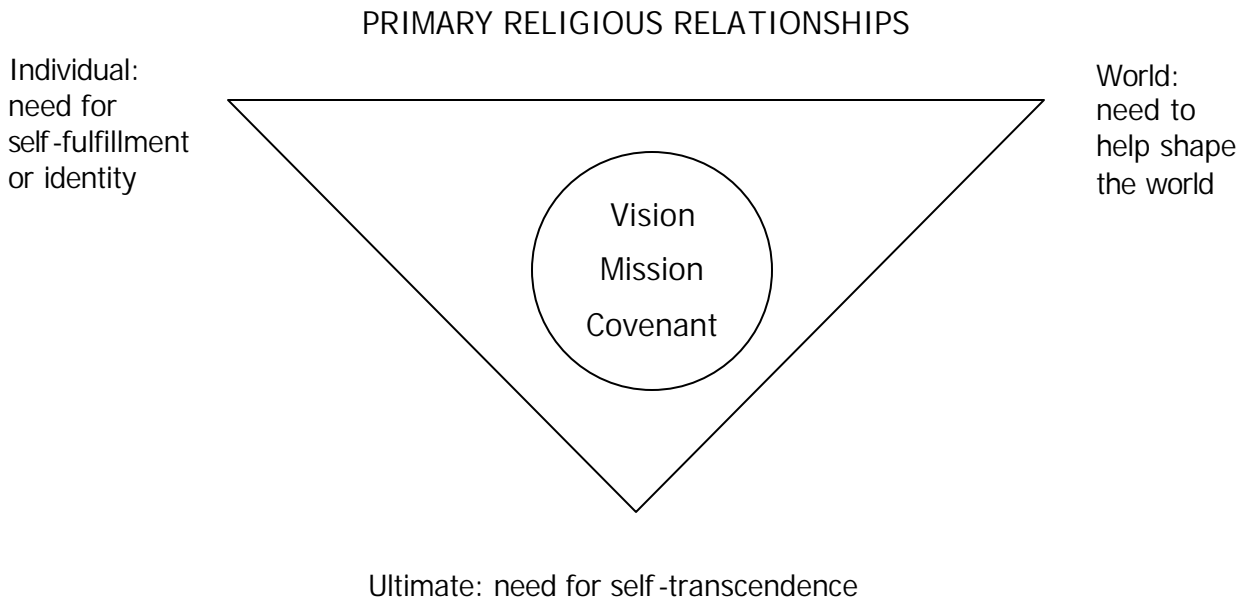 PRIMARY RELIGIOUS RELATIONSHIPS
Individual:
need for
self-fulfillment
or identity
World:
need to
help shape
the world
Vision
Mission
Covenant
Ultimate: need for self-transcendence